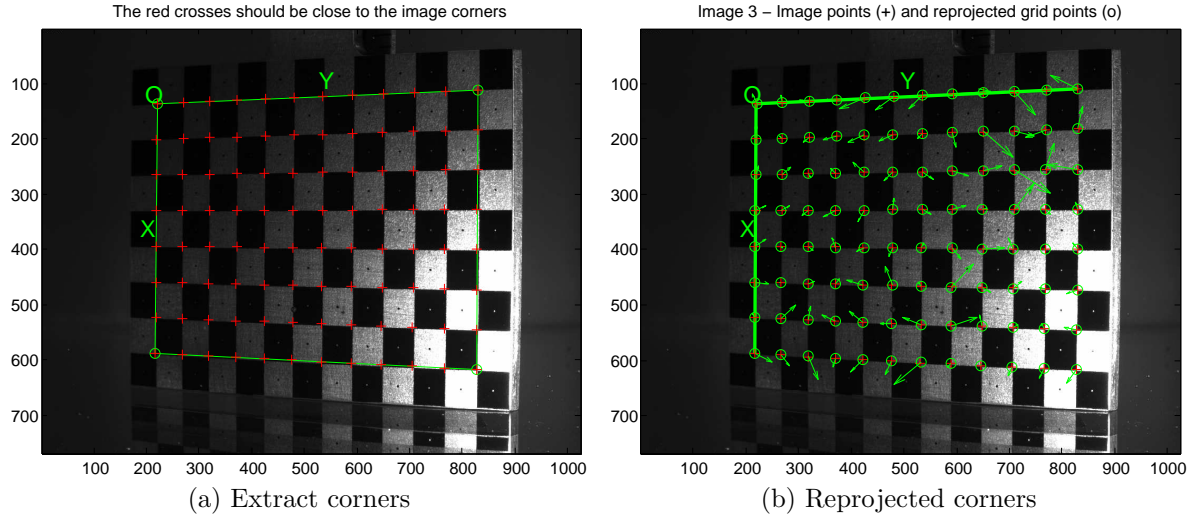 The red crosses should be close to the image corners
O
Y
X
100
200
300
400
500
600
700
100 200 300 400 500 600 700 800 900 1000
(a) Extract corners
Image 3 – Image points (+) and reprojected grid points (o)
O
Y
X
100
200
300
400
500
600
700
100 200 300 400 500 600 700 800 900 1000
(b) Reprojected corners